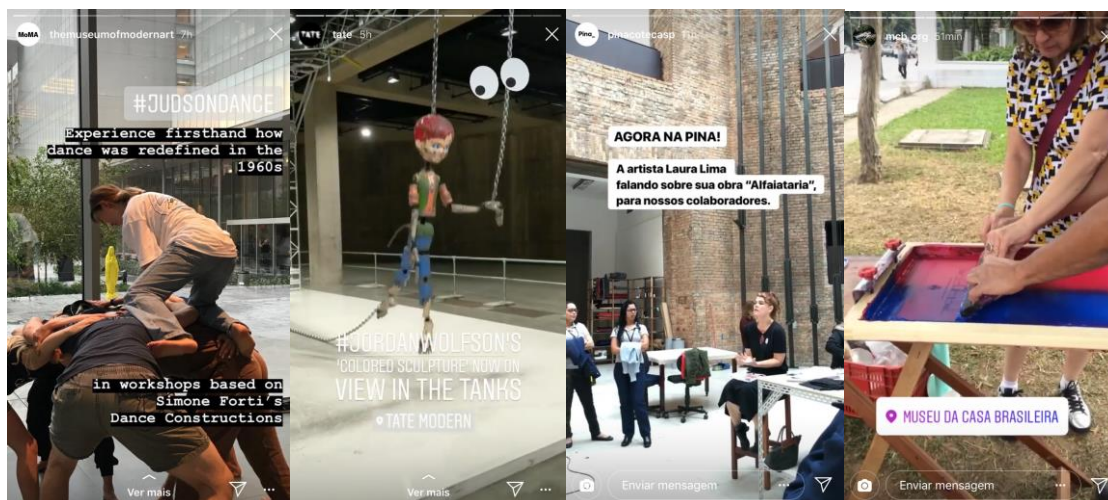 MoMA themuseumofmodernart 7h
#JUDSONDANCE
Experience firsthand how
dance was redefined in the
1960s
in workshops based on
Simone Forti's
Dance Constructions
Ver mais
TATE tate 5h
#JORDANWOLFSON'S
'COLORED SCULPTURE' NOW ON
VIEW IN THE TANKS
TATE MODERN
Ver mais
Pina_ pinacotecasp 11h
AGORA NA PINA!
A artista Laura Lima
falando sobre sua obra “Alfaiataria”,
para nossos colaboradores.
Enviar mensagem
mcb_org 51min
MUSEU DA CASA BRASILEIRA
Enviar mensagem